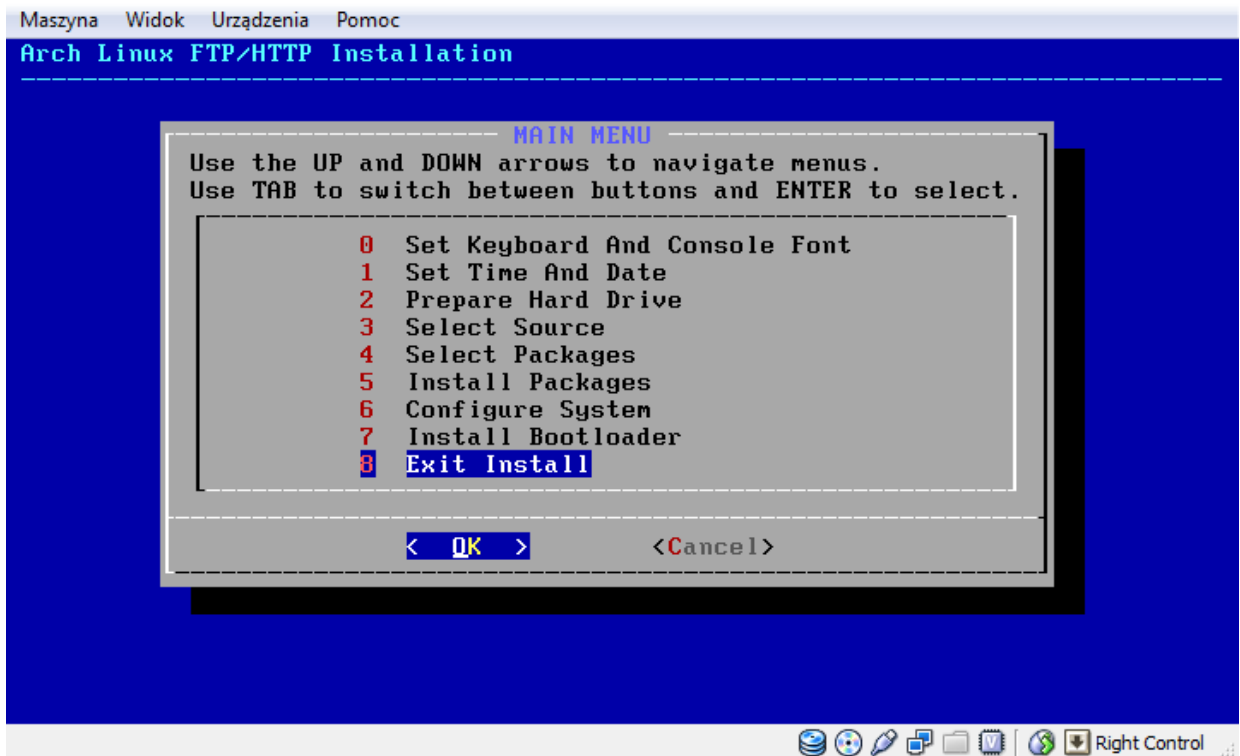 Maszyna Widok Urządzenia Pomoc
Arch Linux FTP/HTTP Installation
MAIN MENU
Use the UP and DOWN arrows to navigate menus.
Use TAB to switch between buttons and ENTER to select.
0 Set Keyboard And Console Font
1 Set Time And Date
2 Prepare Hard Drive
3 Select Source
4 Select Packages
5 Install Packages
6 Configure System
7 Install Bootloader
8 Exit Install
< OK > <Cancel>
Right Control